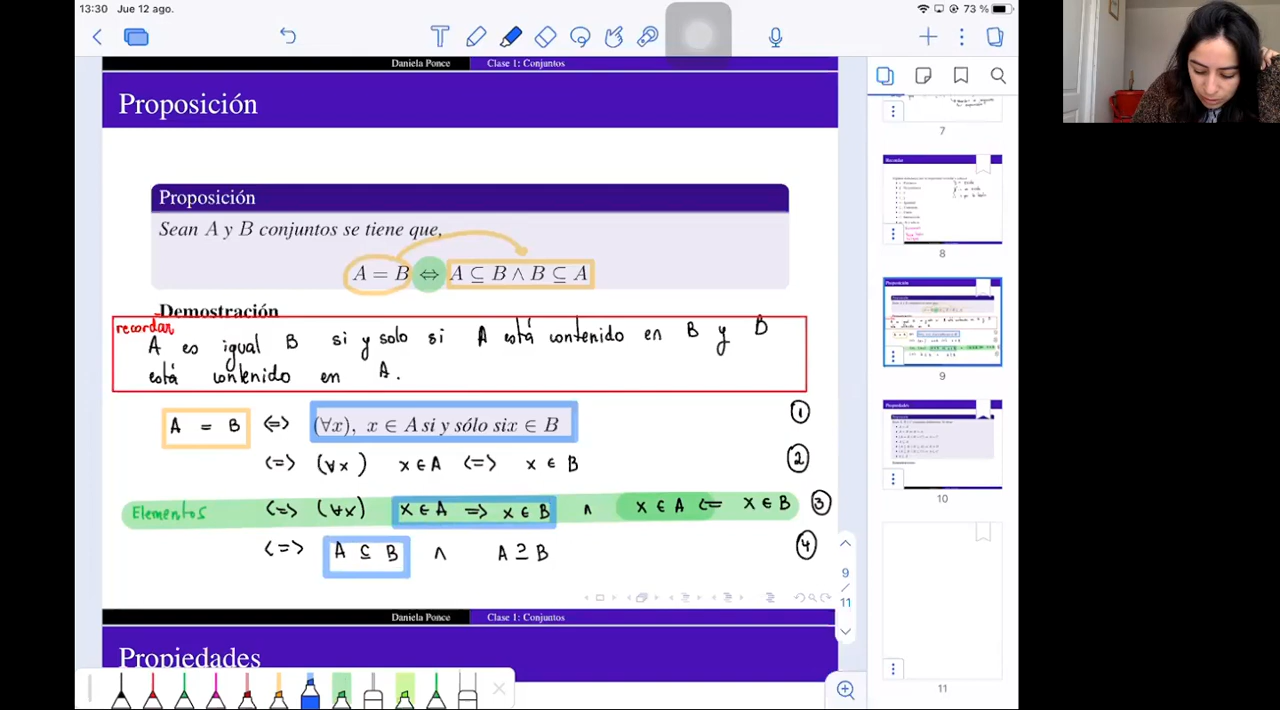 13:30 Jue 12 ago.
73 %
Daniela Ponce Clase 1: Conjuntos
Proposición
Proposición
Sean A y B conjuntos se tiene que,
A = B ⇔ A ⊆ B ∧ B ⊆ A
Demostración
recordar
A es igual B si y solo si A está contenido en B y B
está contenido en A.
A = B <=> (∀x), x ∈ A si y sólo six ∈ B ①
<=> (∀x) x ∈ A <=> x ∈ B ②
Elementos <=> (∀x) x ∈ A => x ∈ B ∧ x ∈ A <= x ∈ B ③
<=> A ⊆ B ∧ A ⊇ B ④
Daniela Ponce Clase 1: Conjuntos
Propiedades
9
/
11
7
8
9
10
11